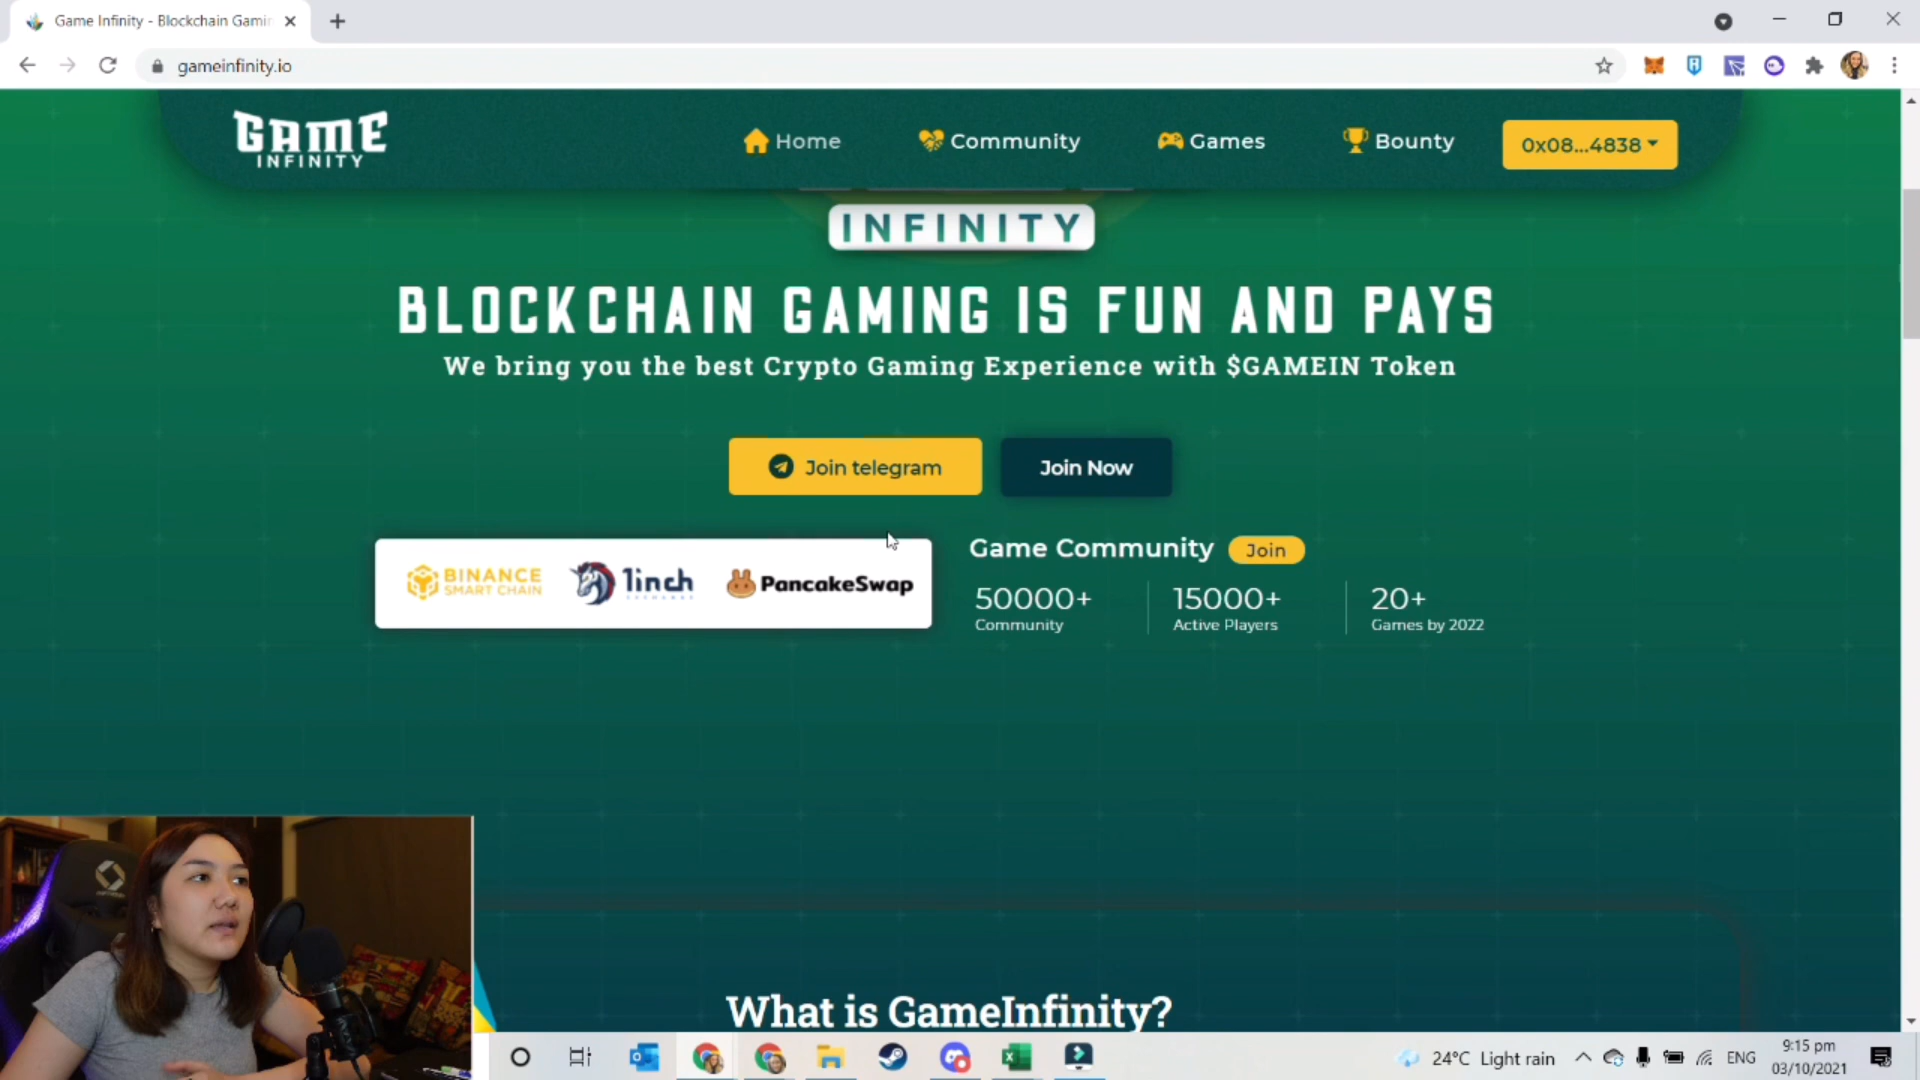 Game Infinity - Blockchain Gamin
gameinfinity.io
GAME
INFINITY
Home
Community
Games
Bounty
0x08...4838
INFINITY
BLOCKCHAIN GAMING IS FUN AND PAYS
We bring you the best Crypto Gaming Experience with $GAMEIN Token
Join telegram
Join Now
BINANCE
SMART CHAIN
1inch
PancakeSwap
Game Community
Join
50000+
Community
15000+
Active Players
20+
Games by 2022
What is GameInfinity?
24°C Light rain
ENG
9:15 pm
03/10/2021